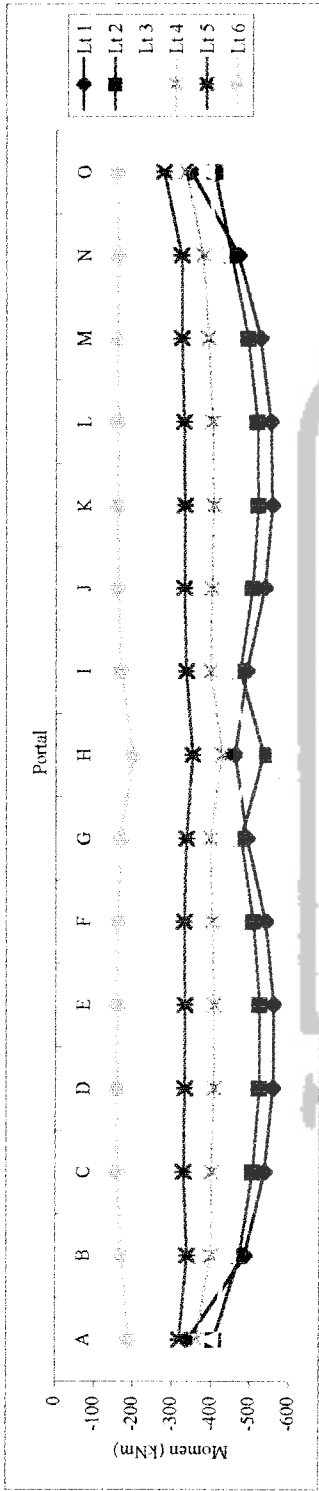 Portal
A B C D E F G H I J K L M N O
0
-100
-200
-300
-400
-500
-600
Momen (kNm)
Lt 1
Lt 2
Lt 3
Lt 4
Lt 5
Lt 6